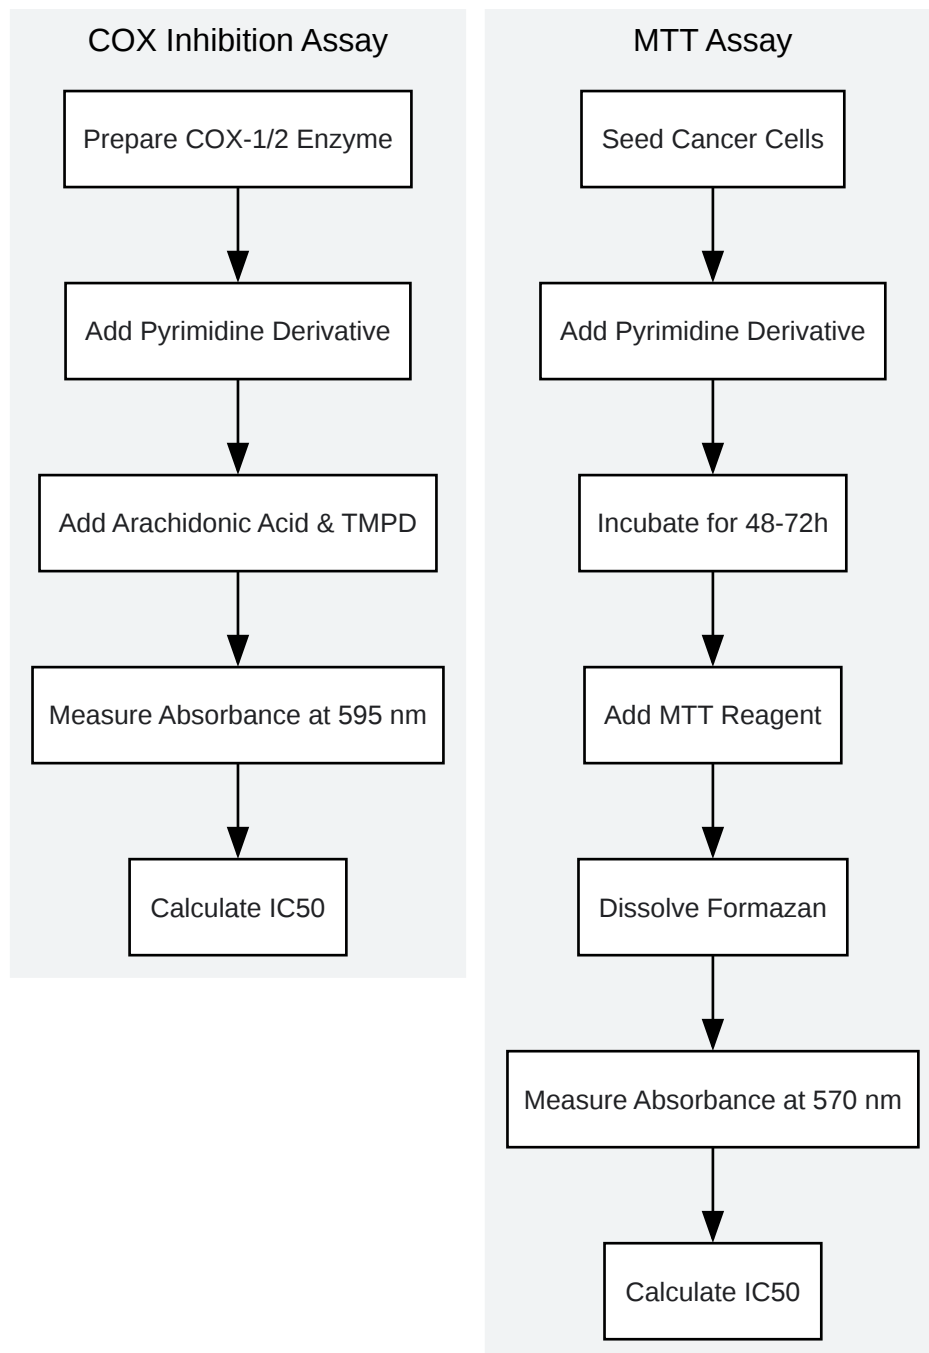 COX Inhibition Assay
Prepare COX-1/2 Enzyme
Add Pyrimidine Derivative
Add Arachidonic Acid & TMPD
Measure Absorbance at 595 nm
Calculate IC50
MTT Assay
Seed Cancer Cells
Add Pyrimidine Derivative
Incubate for 48-72h
Add MTT Reagent
Dissolve Formazan
Measure Absorbance at 570 nm
Calculate IC50